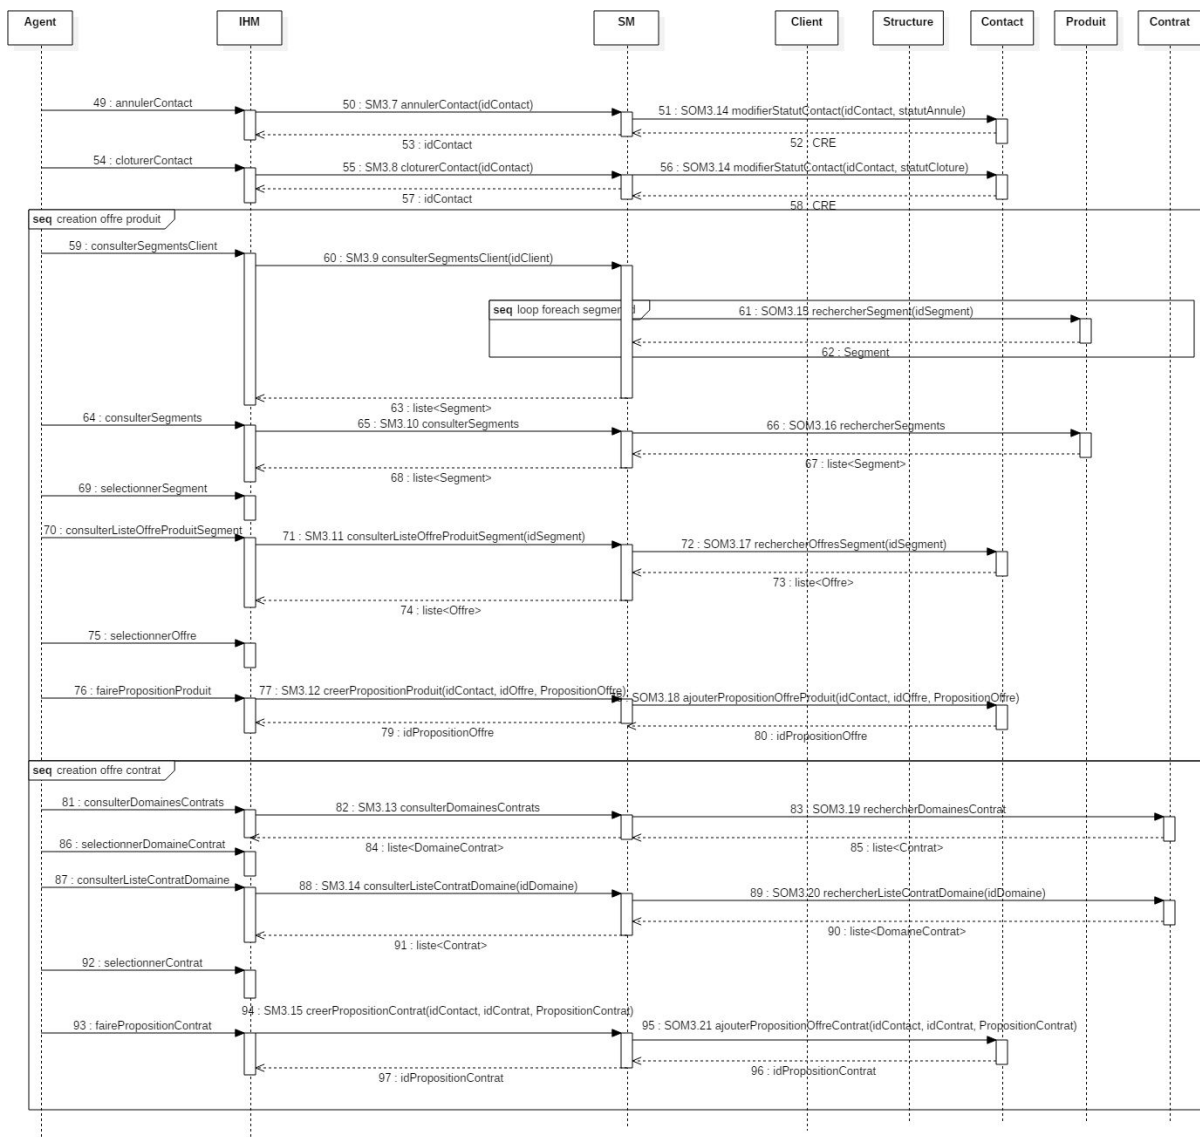 Agent IHM SM Client Structure Contact Produit Contrat
49 : annulerContact
50 : SM3.7 annulerContact(idContact)
51 : SOM3.14 modifierStatutContact(idContact, statutAnnule)
52 : CRE
53 : idContact
54 : cloturerContact
55 : SM3.8 cloturerContact(idContact)
56 : SOM3.14 modifierStatutContact(idContact, statutCloture)
57 : idContact
58 : CRE
seq creation offre produit
59 : consulterSegmentsClient
60 : SM3.9 consulterSegmentsClient(idClient)
seq loop foreach segment
61 : SOM3.15 rechercherSegment(idSegment)
62 : Segment
63 : liste<Segment>
64 : consulterSegments
65 : SM3.10 consulterSegments
66 : SOM3.16 rechercherSegments
67 : liste<Segment>
68 : liste<Segment>
69 : selectionnerSegment
70 : consulterListeOffreProduitSegment
71 : SM3.11 consulterListeOffreProduitSegment(idSegment)
72 : SOM3.17 rechercherOffresSegment(idSegment)
73 : liste<Offre>
74 : liste<Offre>
75 : selectionnerOffre
76 : fairePropositionProduit
77 : SM3.12 creerPropositionProduit(idContact, idOffre, PropositionOffre)
SOM3.18 ajouterPropositionOffreProduit(idContact, idOffre, PropositionOffre)
79 : idPropositionOffre
80 : idPropositionOffre
seq creation offre contrat
81 : consulterDomainesContrats
82 : SM3.13 consulterDomainesContrats
83 : SOM3.19 rechercherDomainesContrat
84 : liste<DomaineContrat>
85 : liste<Contrat>
86 : selectionnerDomaineContrat
87 : consulterListeContratDomaine
88 : SM3.14 consulterListeContratDomaine(idDomaine)
89 : SOM3.20 rechercherListeContratDomaine(idDomaine)
90 : liste<DomaineContrat>
91 : liste<Contrat>
92 : selectionnerContrat
94 : SM3.15 creerPropositionContrat(idContact, idContrat, PropositionContrat)
93 : fairePropositionContrat
95 : SOM3.21 ajouterPropositionOffreContrat(idContact, idContrat, PropositionContrat)
96 : idPropositionContrat
97 : idPropositionContrat